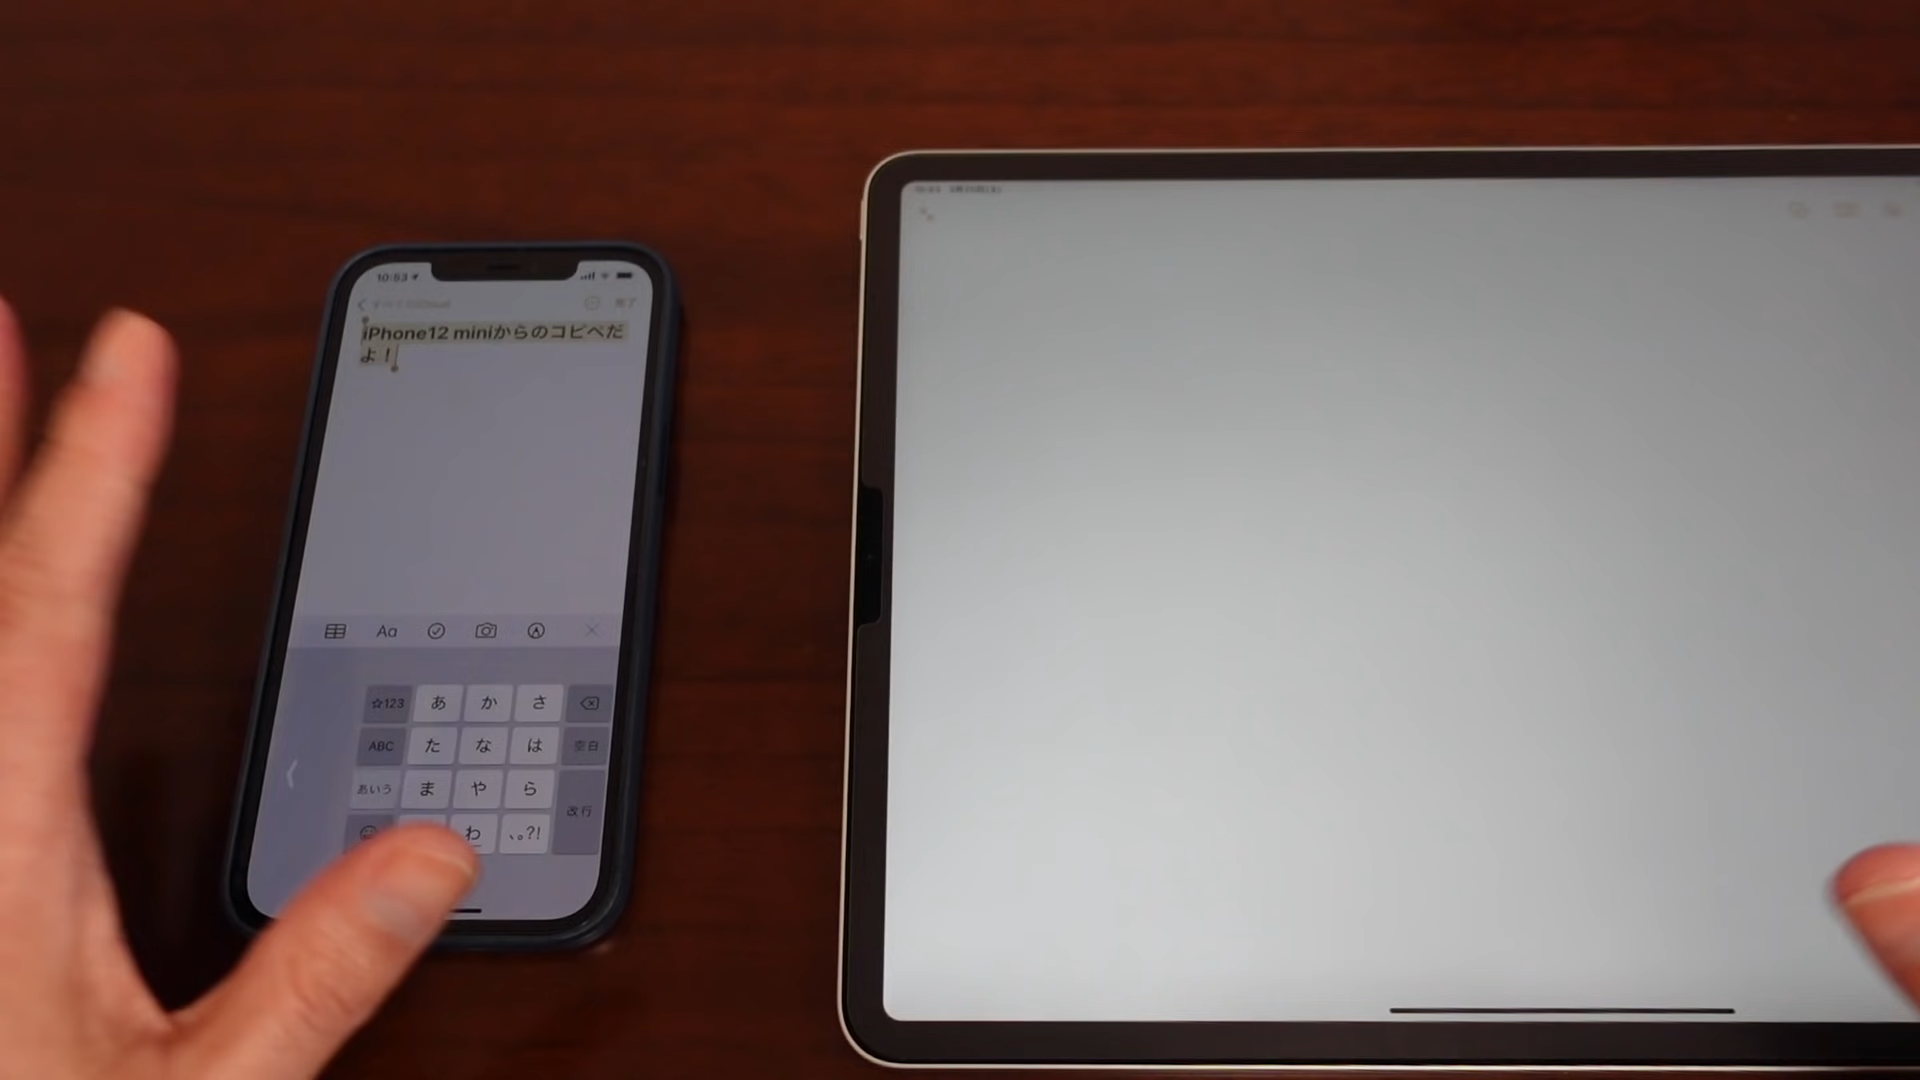 10:53
iPhone12 miniからのコピペだ
よ！
Aa
☆123 あ か さ
ABC た な は 空白
あいう ま や ら 改行
わ 、。?!